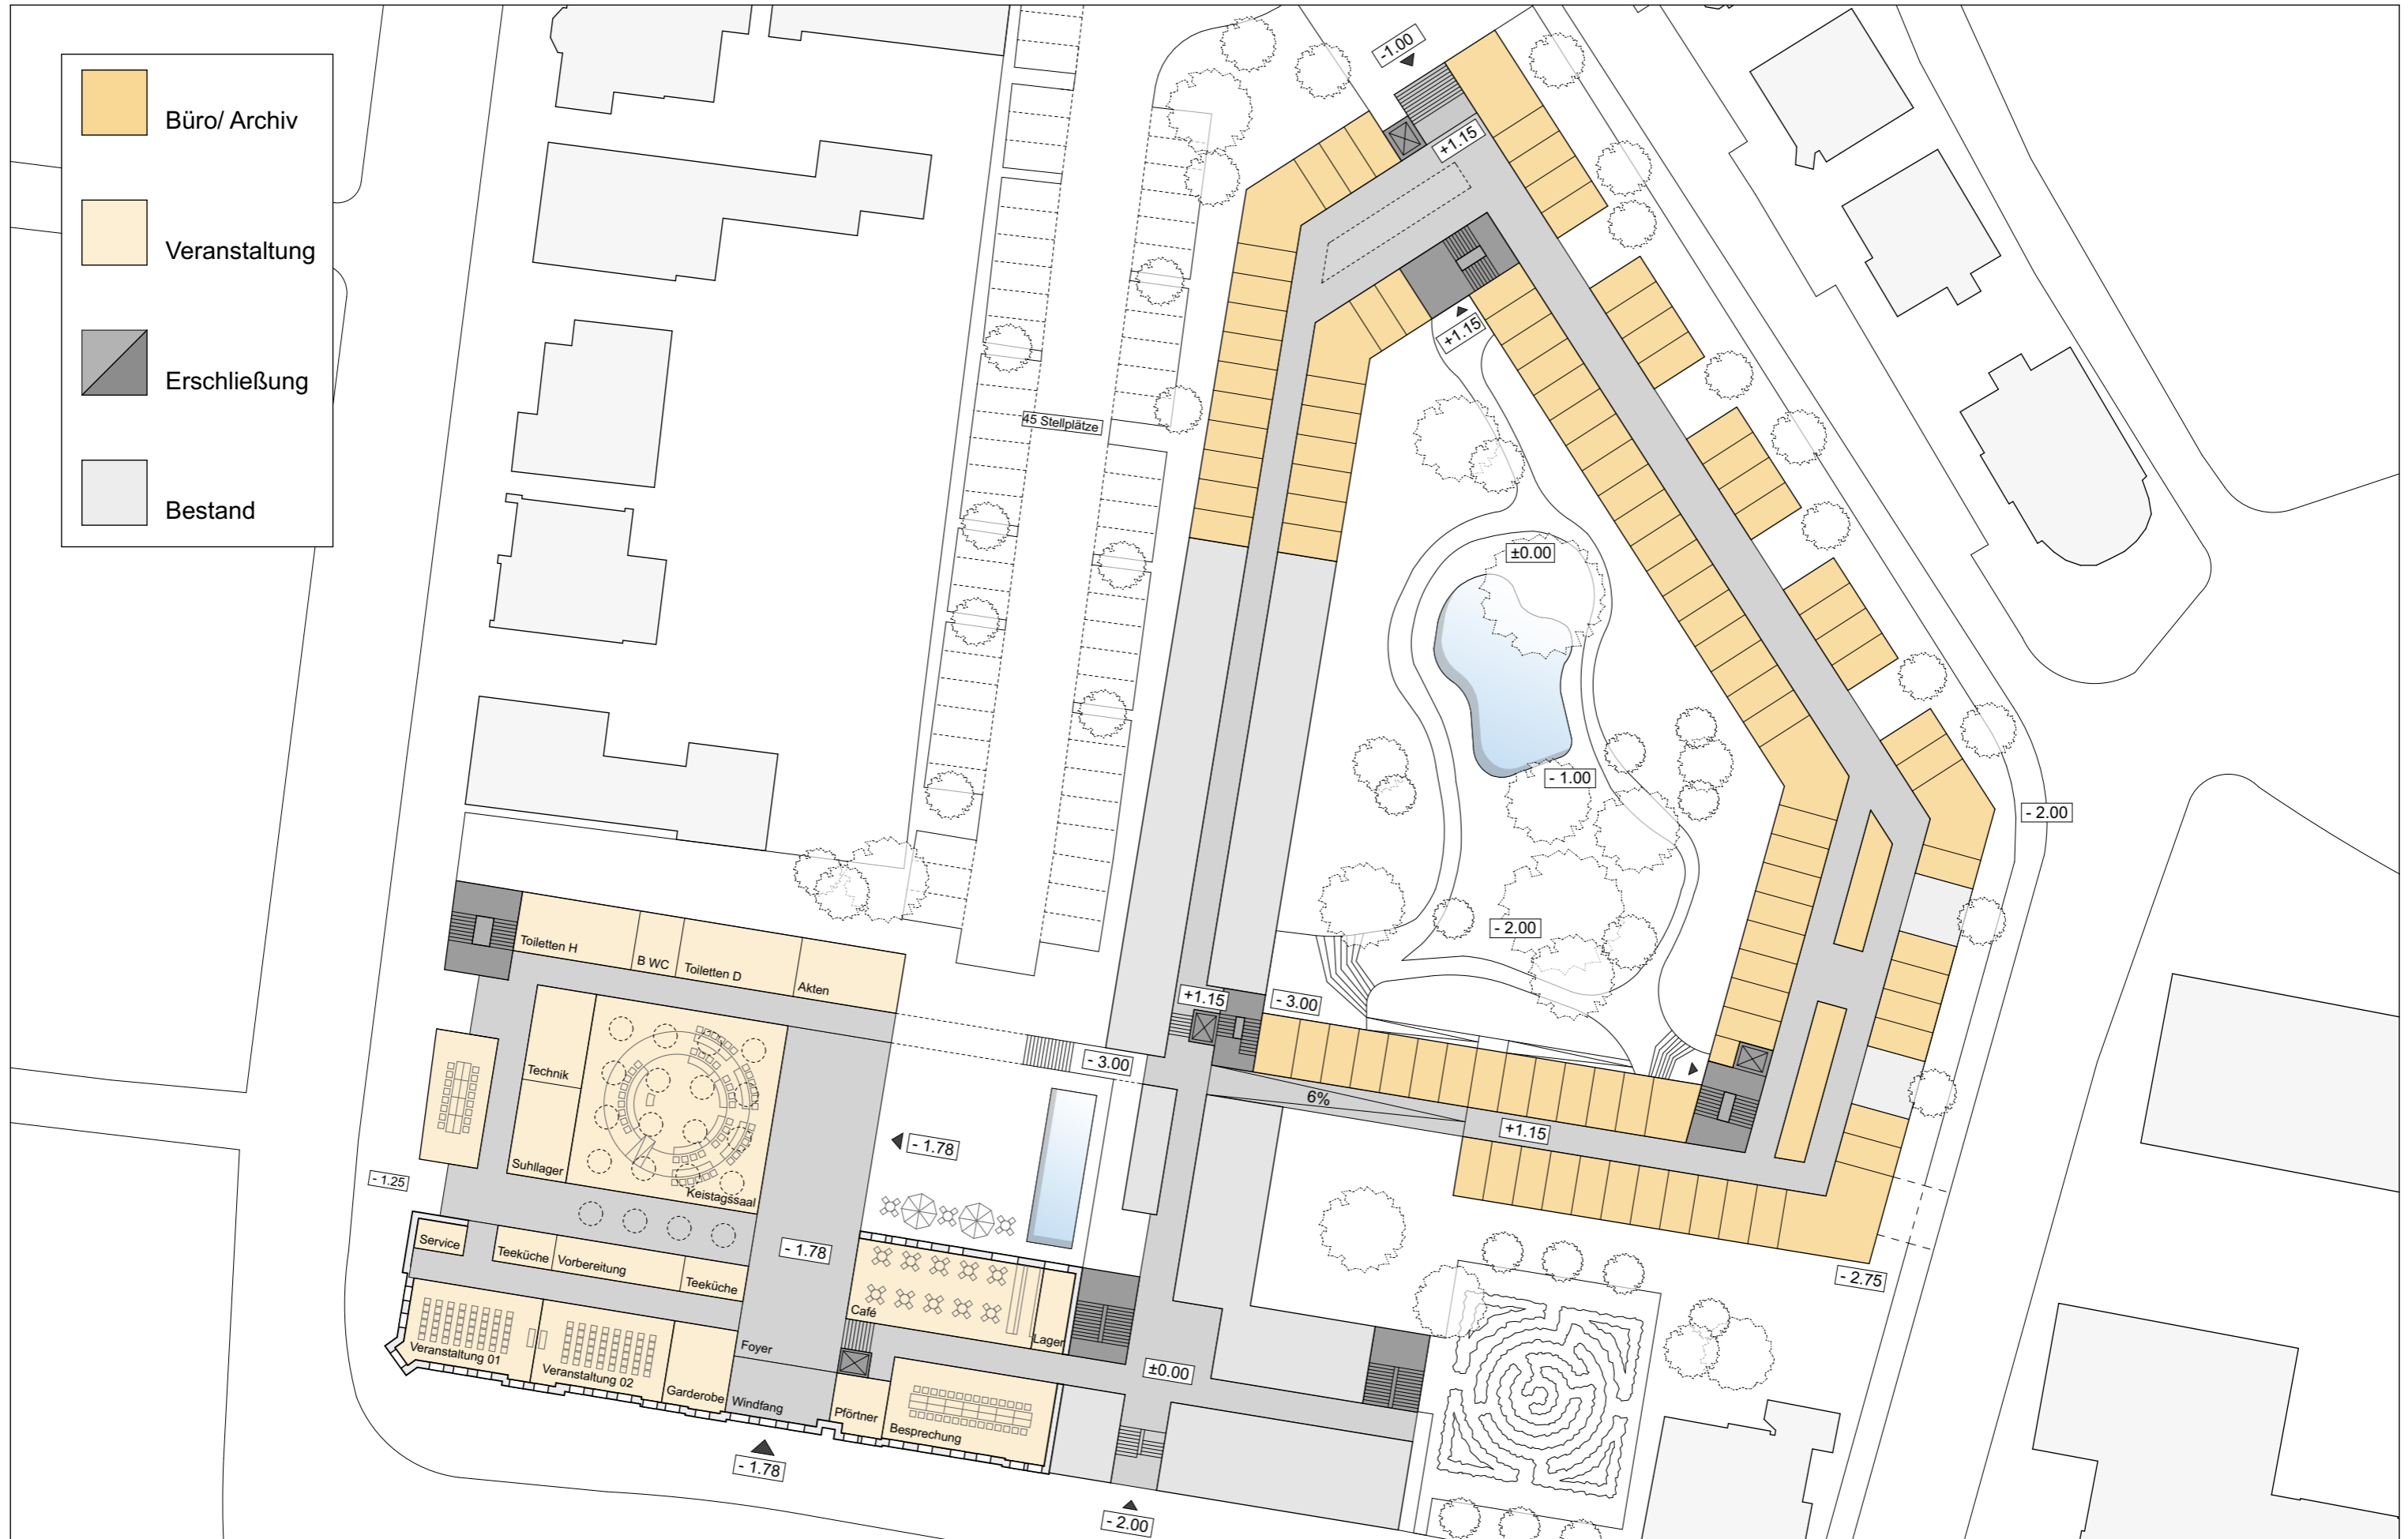 Büro/ Archiv
Veranstaltung
Erschließung
Bestand
-1.00
+1.15
+1.15
45 Stellplätze
±0.00
- 1.00
- 2.00
- 2.00
Toiletten H
B WC
Toiletten D
Akten
+1.15
- 3.00
- 3.00
Technik
Suhllager
Keistagssaal
6%
+1.15
- 1.78
- 1.25
Service
Teeküche
Vorbereitung
Teeküche
- 1.78
- 2.75
Café
Lager
Veranstaltung 01
Veranstaltung 02
Garderobe
Foyer
Windfang
Pförtner
Besprechung
±0.00
- 1.78
- 2.00